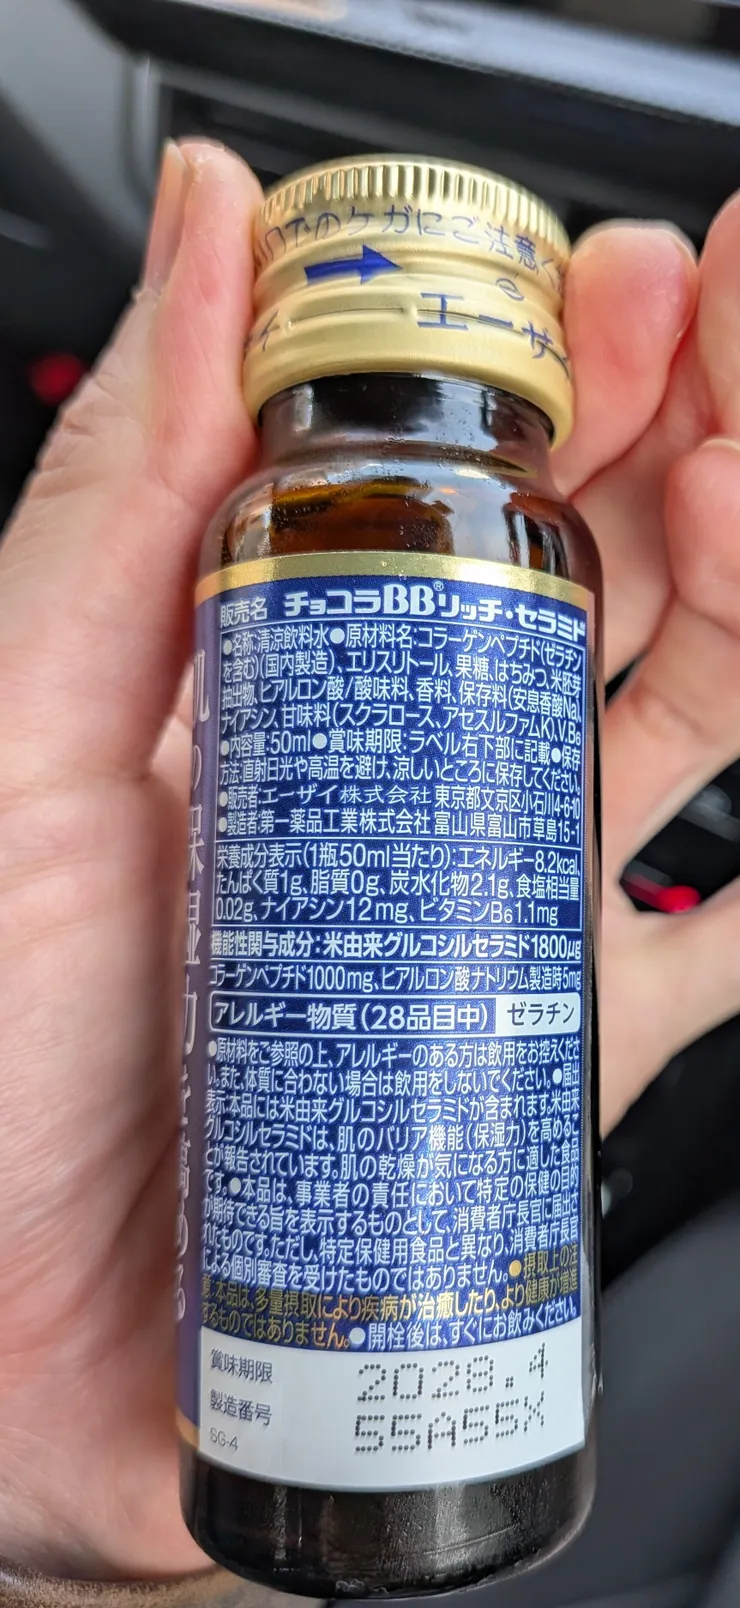 口でのケガにご注意く
エーザイ
販売名 チョコラBB®リッチ・セラミド
●名称:清涼飲料水●原材料名:コラーゲンペプチド(ゼラチン
を含む)(国内製造)、エリスリトール、果糖、はちみつ、米胚芽
抽出物、ヒアルロン酸/酸味料、香料、保存料(安息香酸Na)、
ナイアシン、甘味料(スクラロース、アセスルファムK)、V.B6
●内容量:50ml●賞味期限:ラベル右下部に記載●保存
方法:直射日光や高温を避け、涼しいところに保存してください。
●販売者:エーザイ株式会社 東京都文京区小石川4-6-10
●製造者:第一薬品工業株式会社 富山県富山市草島15-1
栄養成分表示(1瓶50ml当たり):エネルギー8.2kcal、
たんぱく質1g、脂質0g、炭水化物2.1g、食塩相当量
0.02g、ナイアシン12mg、ビタミンB6 1.1mg
機能性関与成分:米由来グルコシルセラミド1800μg
コラーゲンペプチド1000mg、ヒアルロン酸ナトリウム製造時5mg
アレルギー物質(28品目中) ゼラチン
●原材料をご参照の上、アレルギーのある方は飲用をお控えくださ
い。また、体質に合わない場合は飲用をしないでください。●届出
表示:本品には米由来グルコシルセラミドが含まれます。米由来
グルコシルセラミドは、肌のバリア機能(保湿力)を高めるこ
とが報告されています。肌の乾燥が気になる方に適した食品
です。●本品は、事業者の責任において特定の保健の目的
が期待できる旨を表示するものとして、消費者庁長官に届出さ
れたものです。ただし、特定保健用食品と異なり、消費者庁長官
による個別審査を受けたものではありません。●摂取上の注
意:本品は、多量摂取により疾病が治癒したり、より健康が増進
するものではありません。●開栓後は、すぐにお飲みください。
賞味期限 2028.4
製造番号 55A55X
SG-4
肌の保湿力を高める